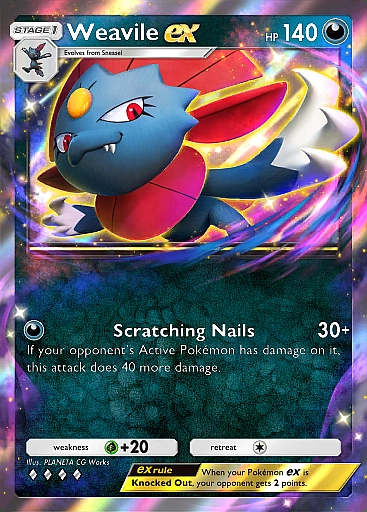 STAGE 1
Weavile ex
HP 140
Evolves from Sneasel
Scratching Nails 30+
If your opponent's Active Pokémon has damage on it,
this attack does 40 more damage.
weakness +20
retreat
Illus. PLANETA CG Works
ex rule
When your Pokémon ex is
Knocked Out, your opponent gets 2 points.